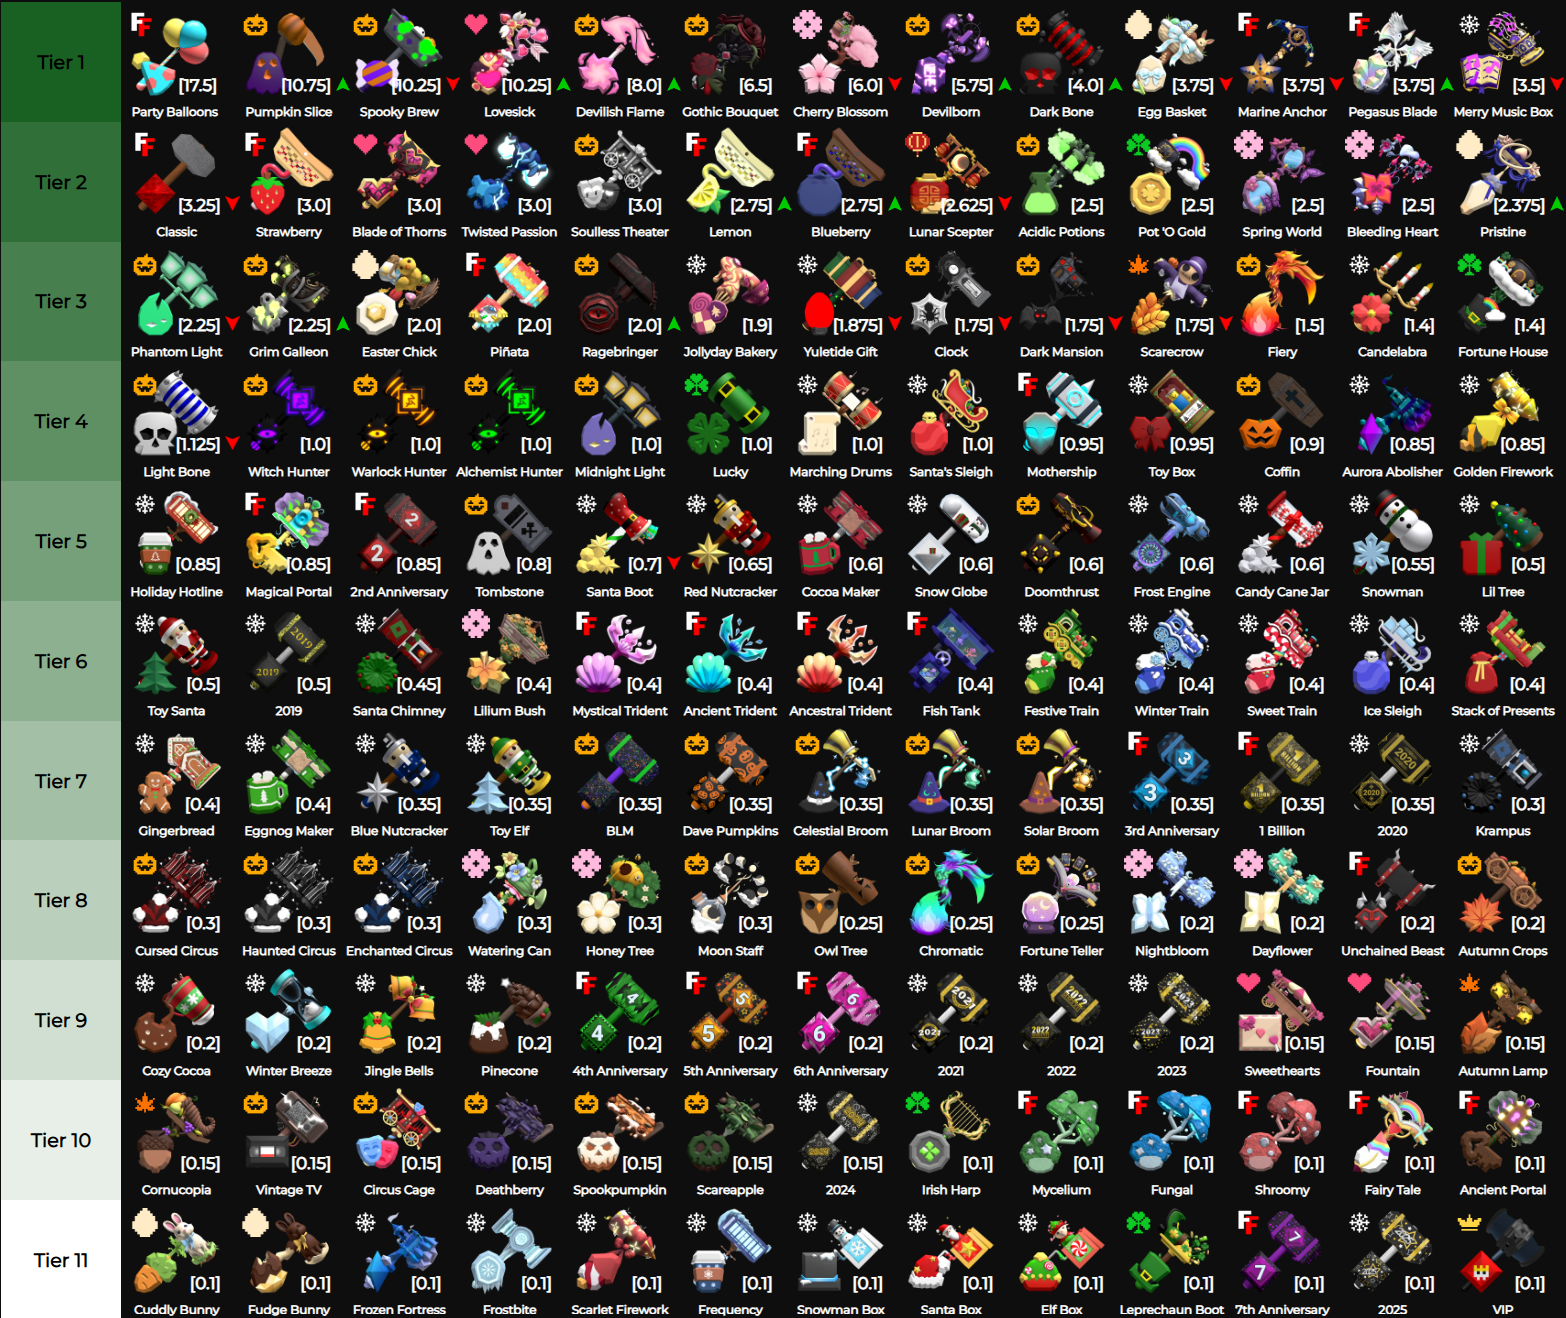 Tier 1
[17.5] [10.75] [10.25] [10.25] [8.0] [6.5] [6.0] [5.75] [4.0] [3.75] [3.75] [3.75] [3.5]
Party Balloons Pumpkin Slice Spooky Brew Lovesick Devilish Flame Gothic Bouquet Cherry Blossom Devilborn Dark Bone Egg Basket Marine Anchor Pegasus Blade Merry Music Box
Tier 2
[3.25] [3.0] [3.0] [3.0] [3.0] [2.75] [2.75] [2.625] [2.5] [2.5] [2.5] [2.5] [2.375]
Classic Strawberry Blade of Thorns Twisted Passion Soulless Theater Lemon Blueberry Lunar Scepter Acidic Potions Pot 'O Gold Spring World Bleeding Heart Pristine
Tier 3
[2.25] [2.25] [2.0] [2.0] [2.0] [1.9] [1.875] [1.75] [1.75] [1.75] [1.5] [1.4] [1.4]
Phantom Light Grim Galleon Easter Chick Piñata Ragebringer Jollyday Bakery Yuletide Gift Clock Dark Mansion Scarecrow Fiery Candelabra Fortune House
Tier 4
[1.125] [1.0] [1.0] [1.0] [1.0] [1.0] [1.0] [1.0] [0.95] [0.95] [0.9] [0.85] [0.85]
Light Bone Witch Hunter Warlock Hunter Alchemist Hunter Midnight Light Lucky Marching Drums Santa's Sleigh Mothership Toy Box Coffin Aurora Abolisher Golden Firework
Tier 5
[0.85] [0.85] [0.85] [0.8] [0.7] [0.65] [0.6] [0.6] [0.6] [0.6] [0.6] [0.55] [0.5]
Holiday Hotline Magical Portal 2nd Anniversary Tombstone Santa Boot Red Nutcracker Cocoa Maker Snow Globe Doomthrust Frost Engine Candy Cane Jar Snowman Lil Tree
Tier 6
[0.5] [0.5] [0.45] [0.4] [0.4] [0.4] [0.4] [0.4] [0.4] [0.4] [0.4] [0.4] [0.4]
Toy Santa 2019 Santa Chimney Lilium Bush Mystical Trident Ancient Trident Ancestral Trident Fish Tank Festive Train Winter Train Sweet Train Ice Sleigh Stack of Presents
Tier 7
[0.4] [0.4] [0.35] [0.35] [0.35] [0.35] [0.35] [0.35] [0.35] [0.35] [0.35] [0.35] [0.3]
Gingerbread Eggnog Maker Blue Nutcracker Toy Elf BLM Dave Pumpkins Celestial Broom Lunar Broom Solar Broom 3rd Anniversary 1 Billion 2020 Krampus
Tier 8
[0.3] [0.3] [0.3] [0.3] [0.3] [0.3] [0.25] [0.25] [0.25] [0.2] [0.2] [0.2] [0.2]
Cursed Circus Haunted Circus Enchanted Circus Watering Can Honey Tree Moon Staff Owl Tree Chromatic Fortune Teller Nightbloom Dayflower Unchained Beast Autumn Crops
Tier 9
[0.2] [0.2] [0.2] [0.2] [0.2] [0.2] [0.2] [0.2] [0.2] [0.2] [0.15] [0.15] [0.15]
Cozy Cocoa Winter Breeze Jingle Bells Pinecone 4th Anniversary 5th Anniversary 6th Anniversary 2021 2022 2023 Sweethearts Fountain Autumn Lamp
Tier 10
[0.15] [0.15] [0.15] [0.15] [0.15] [0.15] [0.15] [0.1] [0.1] [0.1] [0.1] [0.1] [0.1]
Cornucopia Vintage TV Circus Cage Deathberry Spookpumpkin Scareapple 2024 Irish Harp Mycelium Fungal Shroomy Fairy Tale Ancient Portal
Tier 11
[0.1] [0.1] [0.1] [0.1] [0.1] [0.1] [0.1] [0.1] [0.1] [0.1] [0.1] [0.1] [0.1]
Cuddly Bunny Fudge Bunny Frozen Fortress Frostbite Scarlet Firework Frequency Snowman Box Santa Box Elf Box Leprechaun Boot 7th Anniversary 2025 VIP